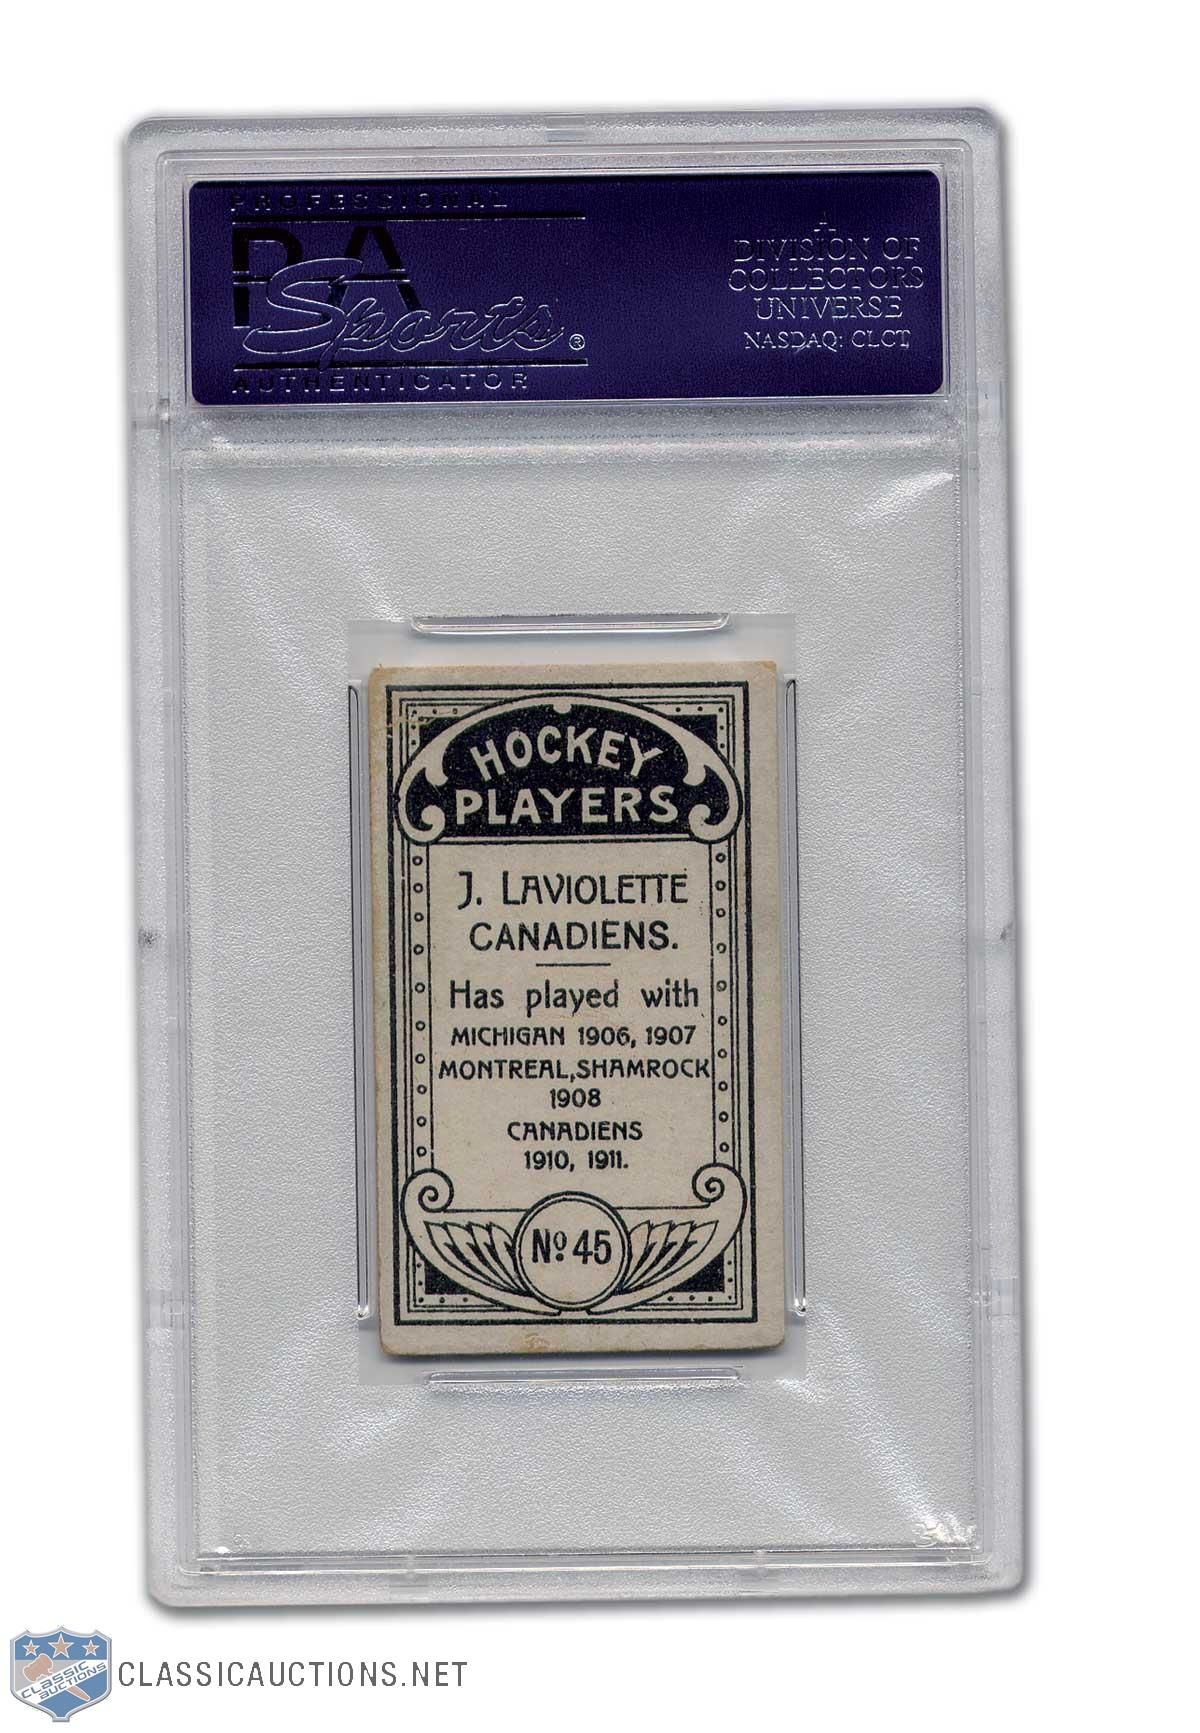 PROFESSIONAL
PSA
Sports®
AUTHENTICATOR
A
DIVISION OF
COLLECTORS
UNIVERSE
NASDAQ: CLCT
HOCKEY
PLAYERS
J. LAVIOLETTE
CANADIENS.
Has played with
MICHIGAN 1906, 1907
MONTREAL, SHAMROCK
1908
CANADIENS
1910, 1911.
Nº 45
CLASSIC
AUCTIONS
CLASSICAUCTIONS.NET